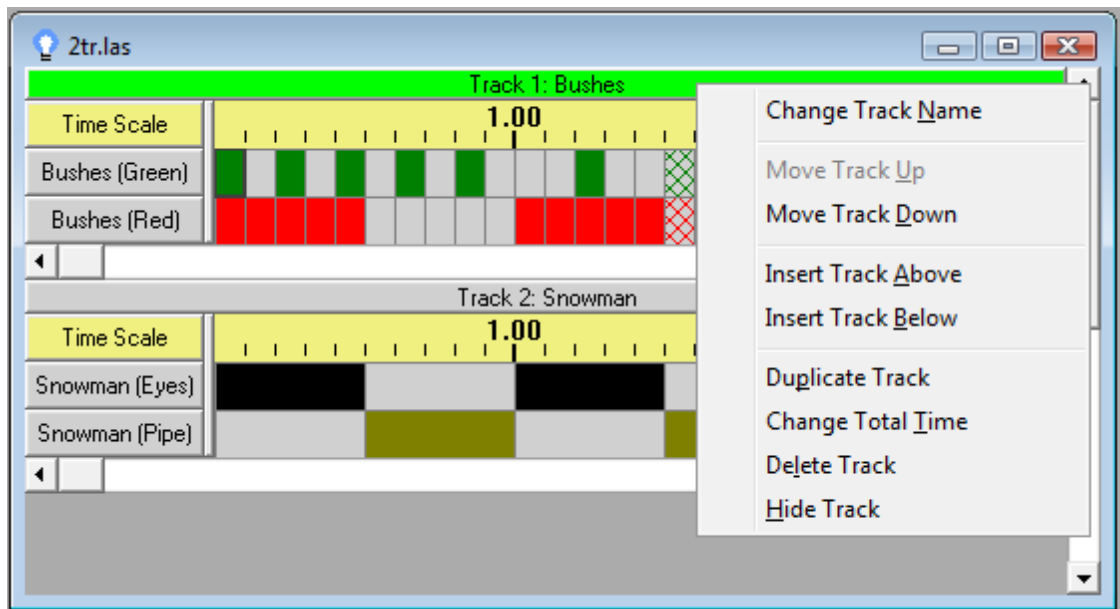 2tr.las
Track 1: Bushes
Time Scale
1.00
Bushes (Green)
Bushes (Red)
Track 2: Snowman
Time Scale
1.00
Snowman (Eyes)
Snowman (Pipe)
Change Track Name
Move Track Up
Move Track Down
Insert Track Above
Insert Track Below
Duplicate Track
Change Total Time
Delete Track
Hide Track